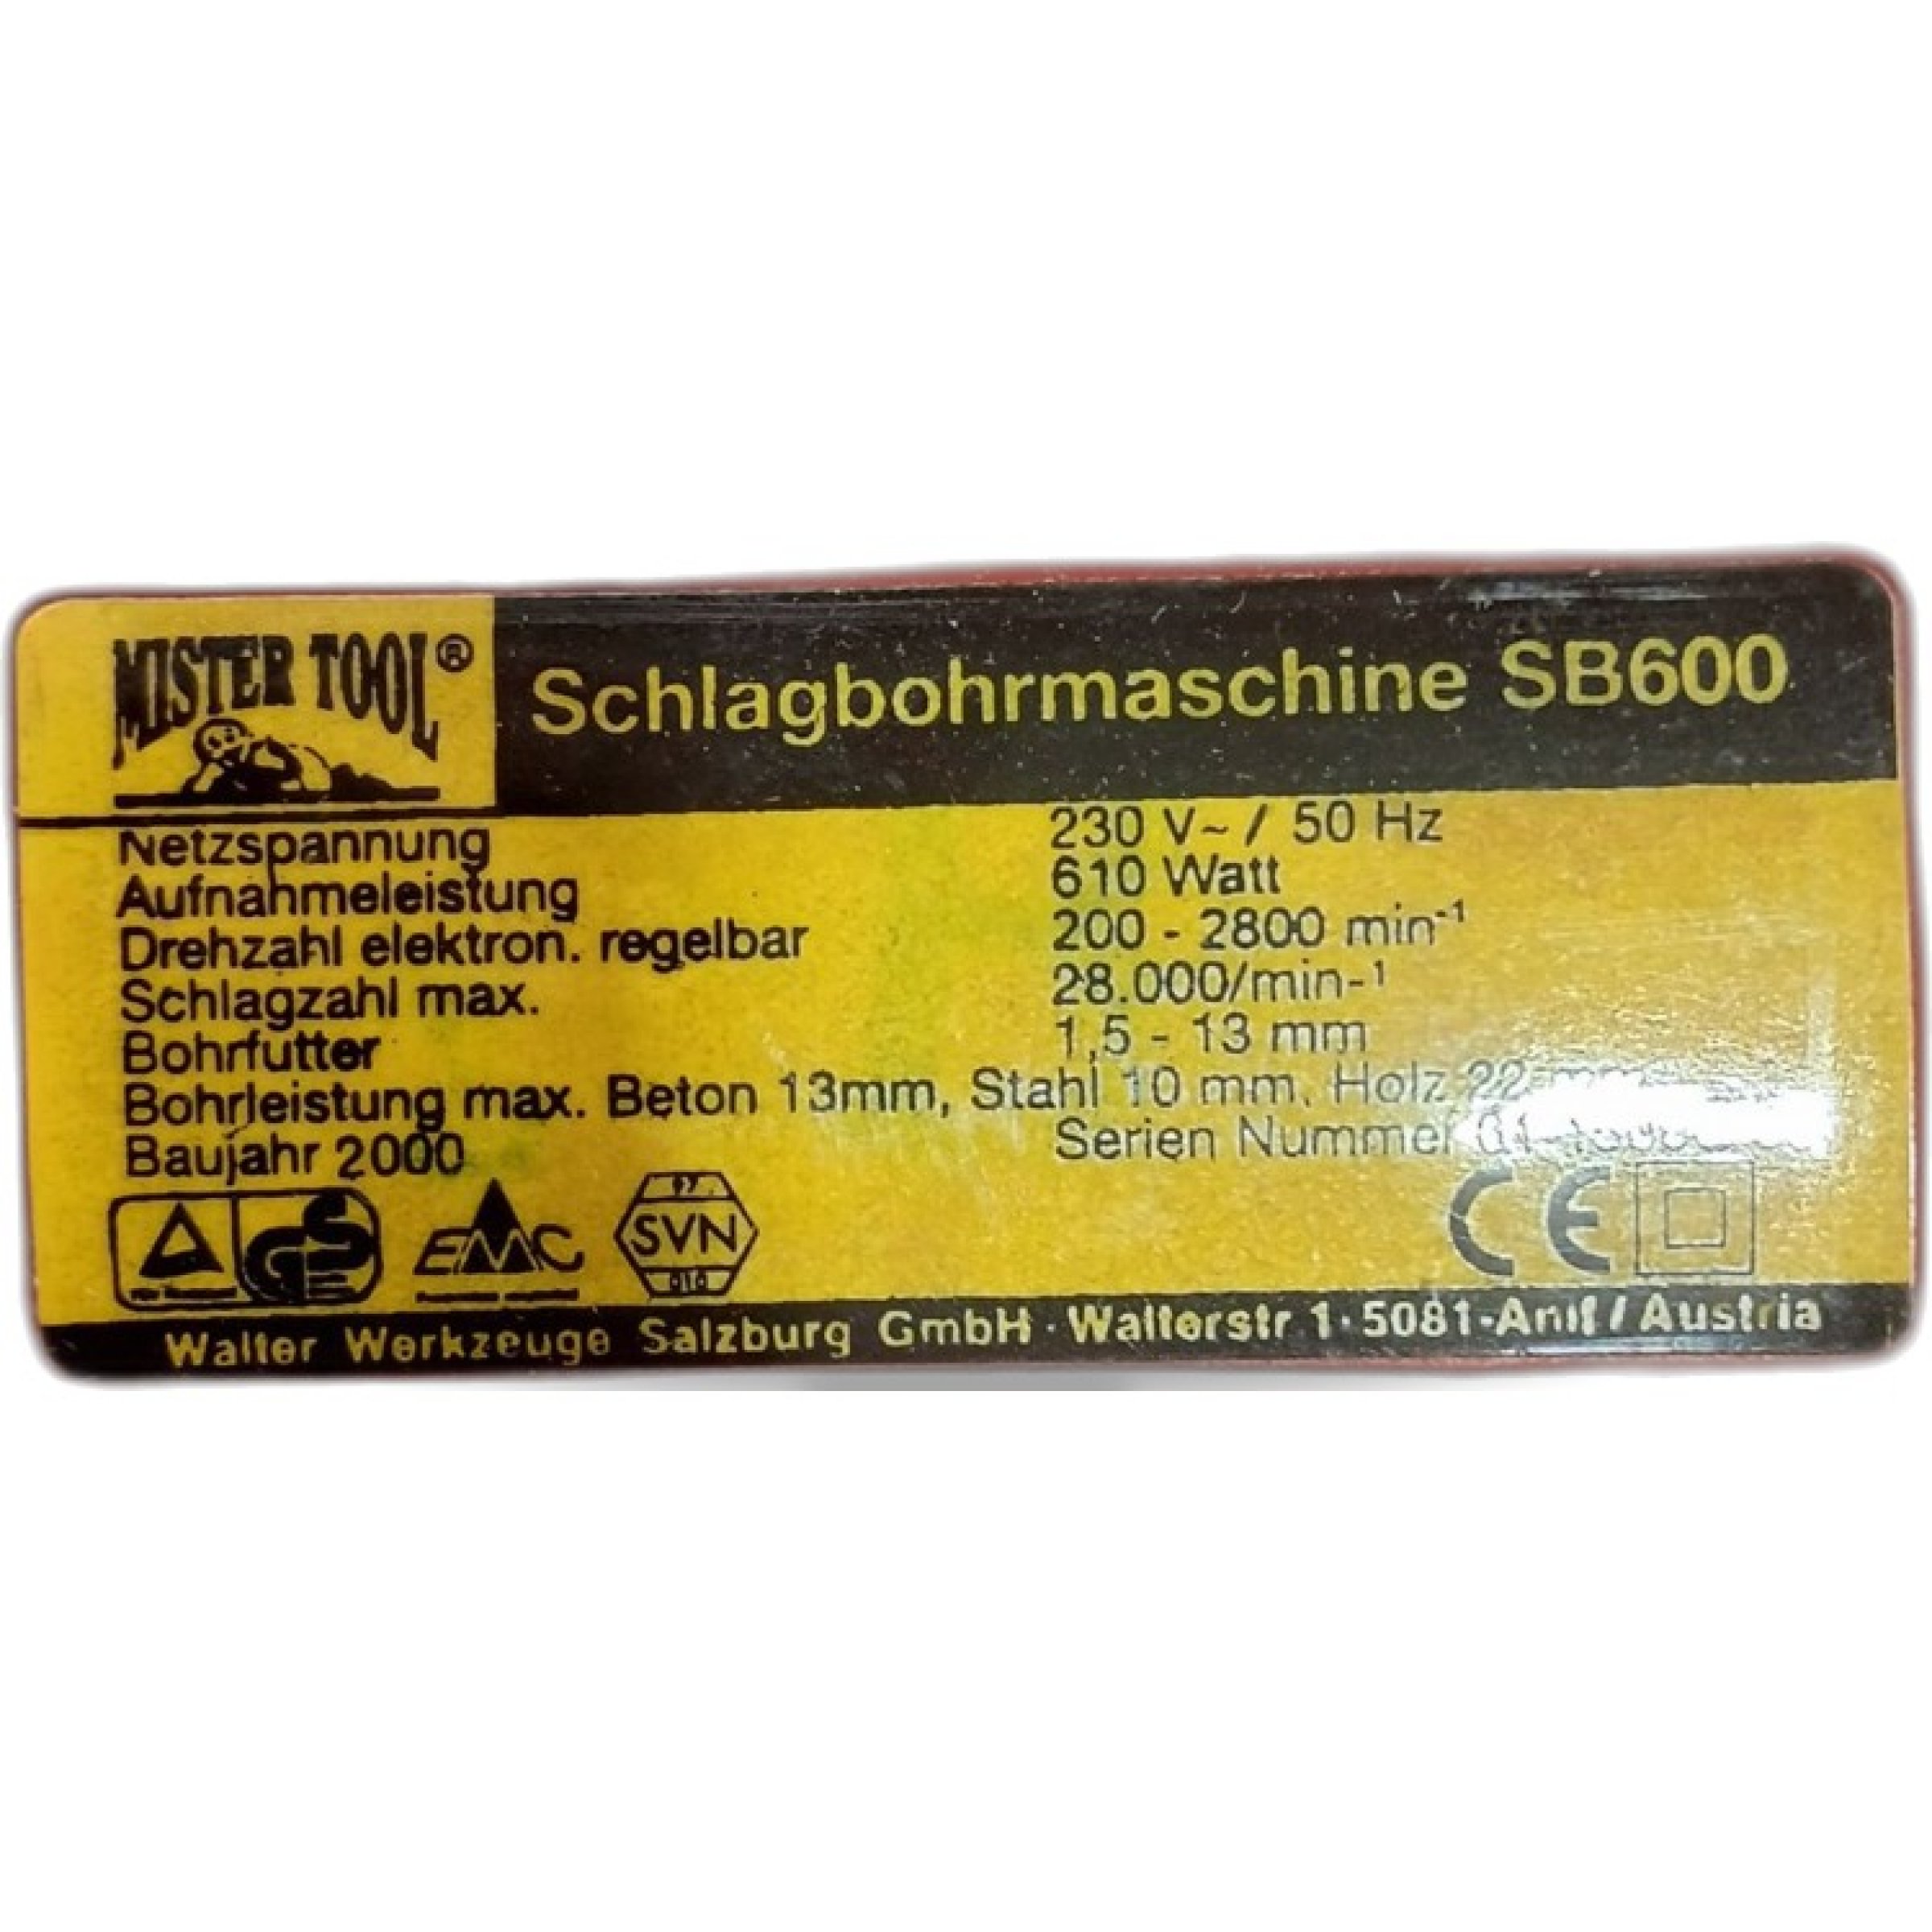 MISTER TOOL®
Schlagbohrmaschine SB600
Netzspannung 230 V~ / 50 Hz
Aufnahmeleistung 610 Watt
Drehzahl elektron. regelbar 200 - 2800 min-1
Schlagzahl max. 28.000/min-1
Bohrfutter 1,5 - 13 mm
Bohrleistung max. Beton 13mm, Stahl 10 mm, Holz 22 mm
Baujahr 2000 Serien Nummer
GS EMC SVN CE
Walter Werkzeuge Salzburg GmbH · Walterstr 1 · 5081-Anif / Austria